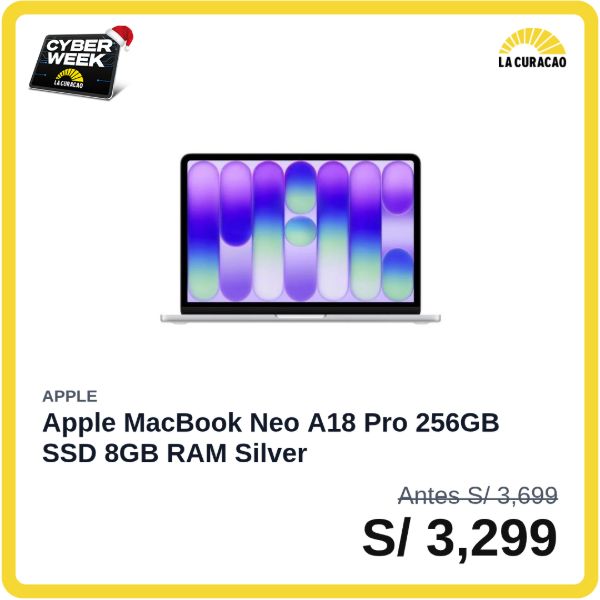 CYBER
WEEK
LA CURACAO
LA CURACAO
APPLE
Apple MacBook Neo A18 Pro 256GB
SSD 8GB RAM Silver
Antes S/ 3,699
S/ 3,299